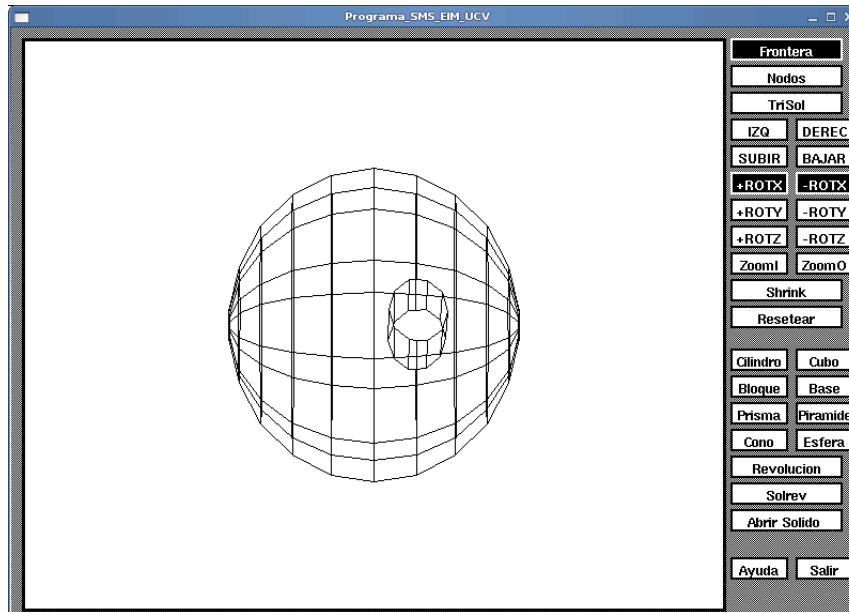 Programa_SMS_EIM_UCV
Frontera
Nodos
TriSol
IZQ DEREC
SUBIR BAJAR
+ROTX -ROTX
+ROTY -ROTY
+ROTZ -ROTZ
ZoomI ZoomO
Shrink
Resetear
Cilindro Cubo
Bloque Base
Prisma Piramide
Cono Esfera
Revolucion
Solrev
Abrir Solido
Ayuda Salir